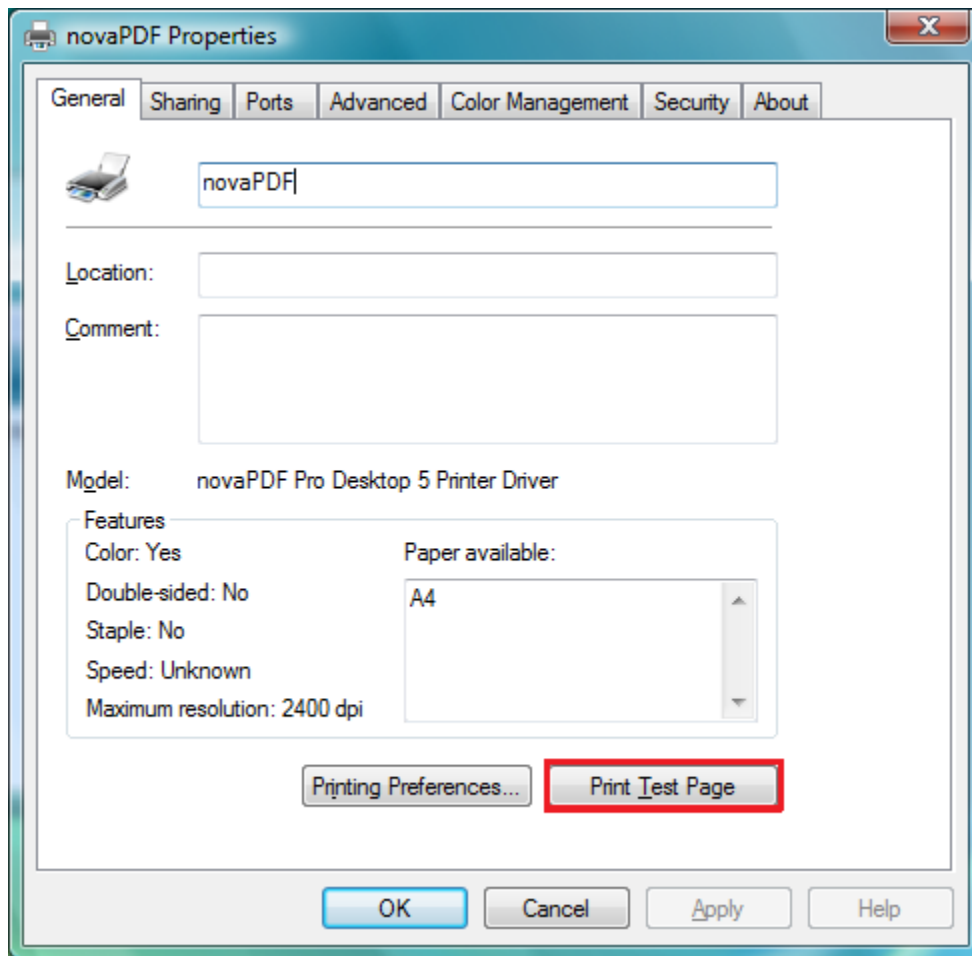 novaPDF Properties
General Sharing Ports Advanced Color Management Security About
novaPDF
Location:
Comment:
Model: novaPDF Pro Desktop 5 Printer Driver
Features
Color: Yes
Paper available:
Double-sided: No
A4
Staple: No
Speed: Unknown
Maximum resolution: 2400 dpi
Printing Preferences... Print Test Page
OK Cancel Apply Help